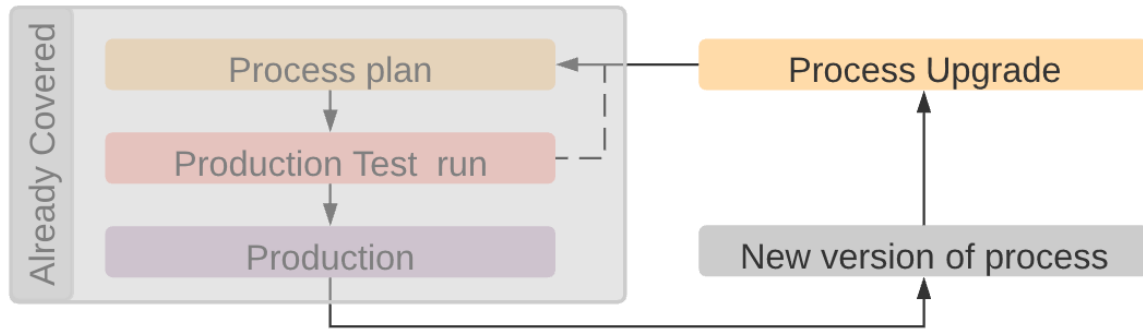 Already Covered
Process plan
Production Test run
Production
Process Upgrade
New version of process